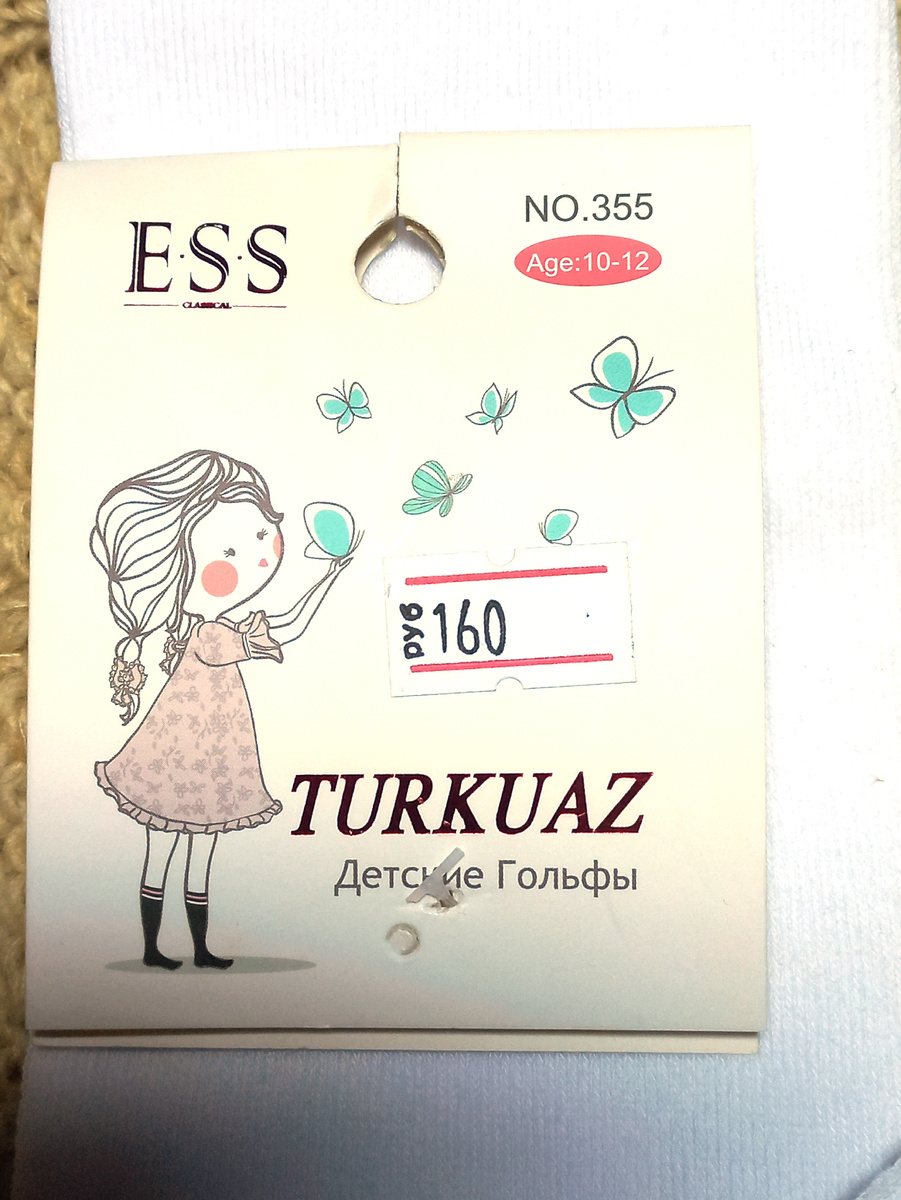 E·S·S
CLASSICAL
NO.355
Age:10-12
руб 160
TURKUAZ
Детские Гольфы